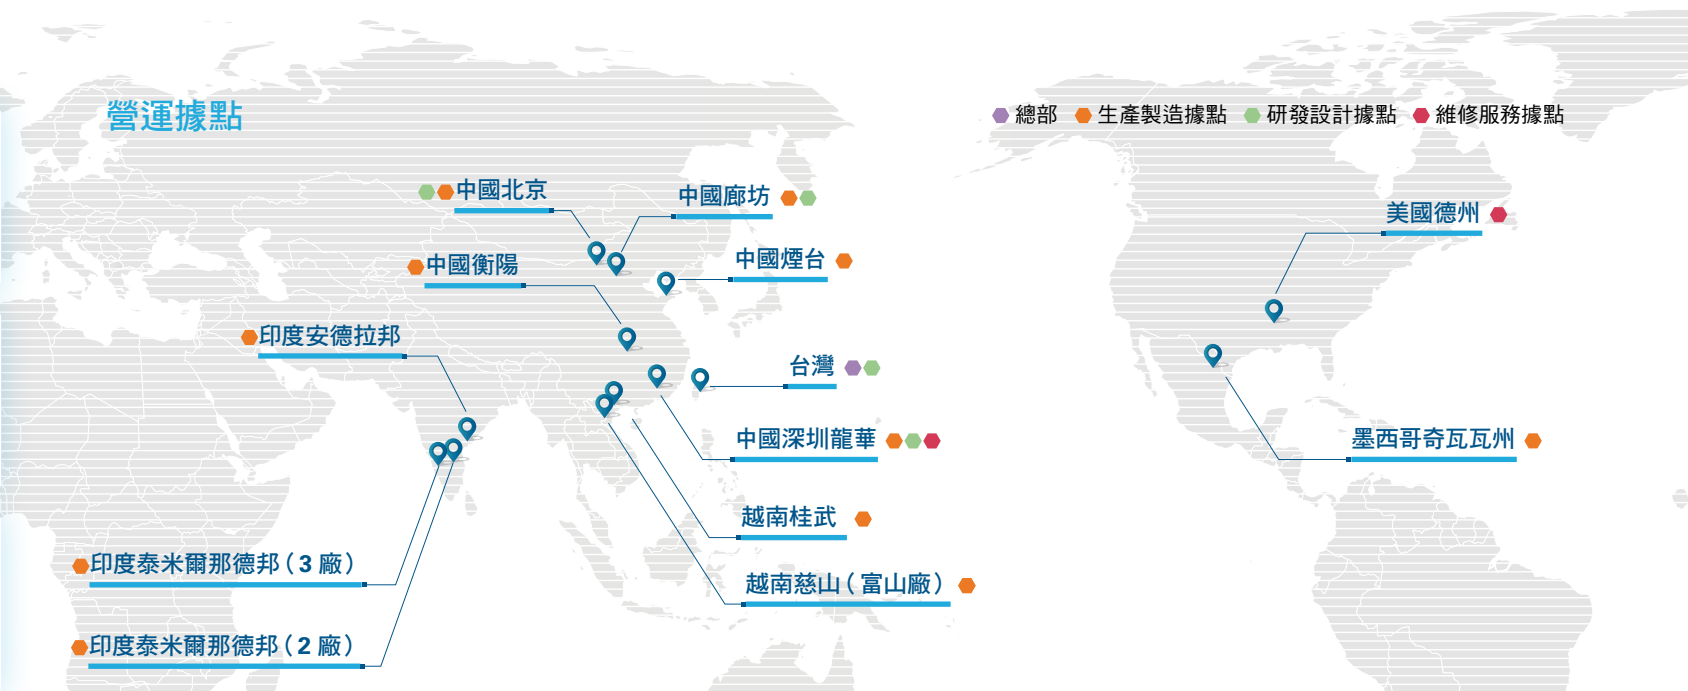 營運據點
總部
生產製造據點
研發設計據點
維修服務據點
中國北京
中國廊坊
美國德州
中國煙台
中國衡陽
印度安德拉邦
台灣
中國深圳龍華
墨西哥奇瓦瓦州
越南桂武
印度泰米爾那德邦（3 廠）
越南慈山（富山廠）
印度泰米爾那德邦（2 廠）